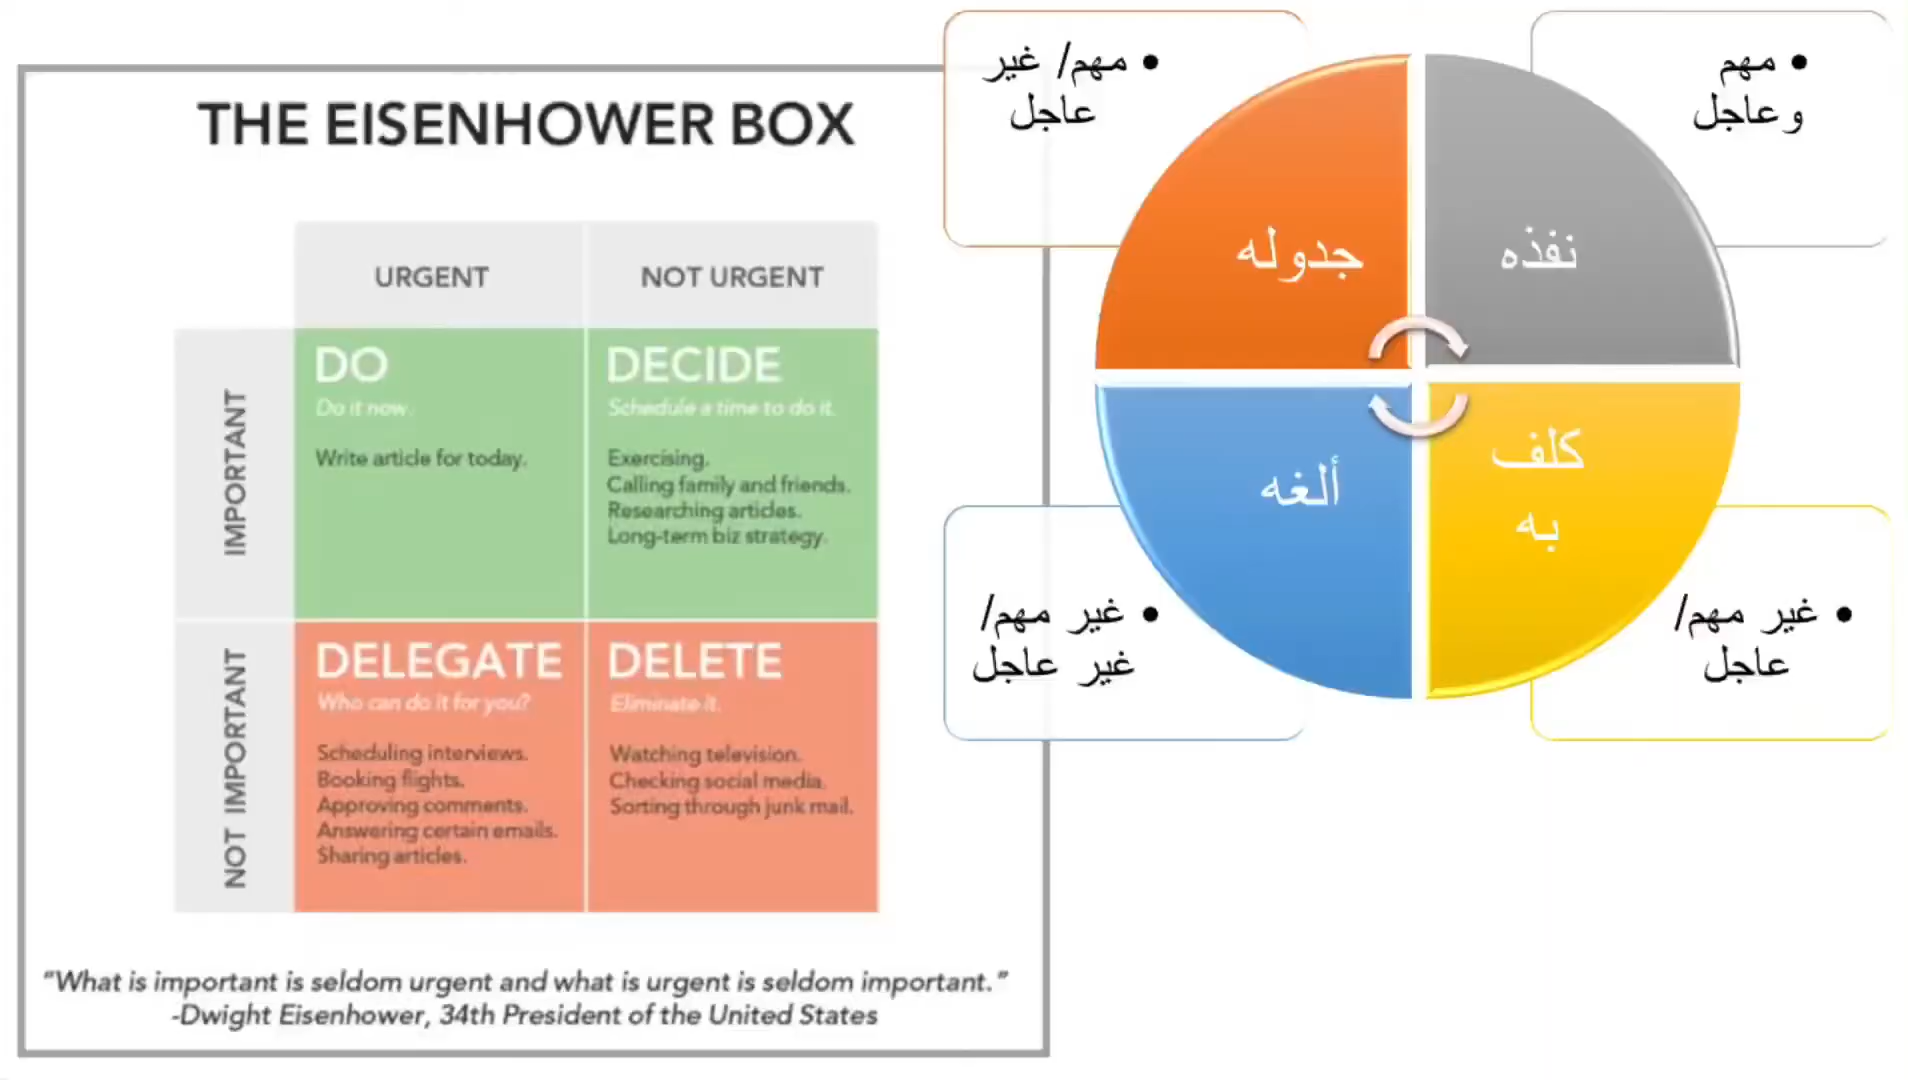 THE EISENHOWER BOX
URGENT
NOT URGENT
IMPORTANT
DO
Do it now.
Write article for today.
DECIDE
Schedule a time to do it.
Exercising.
Calling family and friends.
Researching articles.
Long-term biz strategy.
NOT IMPORTANT
DELEGATE
Who can do it for you?
Scheduling interviews.
Booking flights.
Approving comments.
Answering certain emails.
Sharing articles.
DELETE
Eliminate it.
Watching television.
Checking social media.
Sorting through junk mail.
"What is important is seldom urgent and what is urgent is seldom important."
-Dwight Eisenhower, 34th President of the United States
• مهم
وعاجل
• مهم/ غير
عاجل
نفذه
جدوله
كلف
به
ألغه
• غير مهم/
عاجل
• غير مهم/
غير عاجل